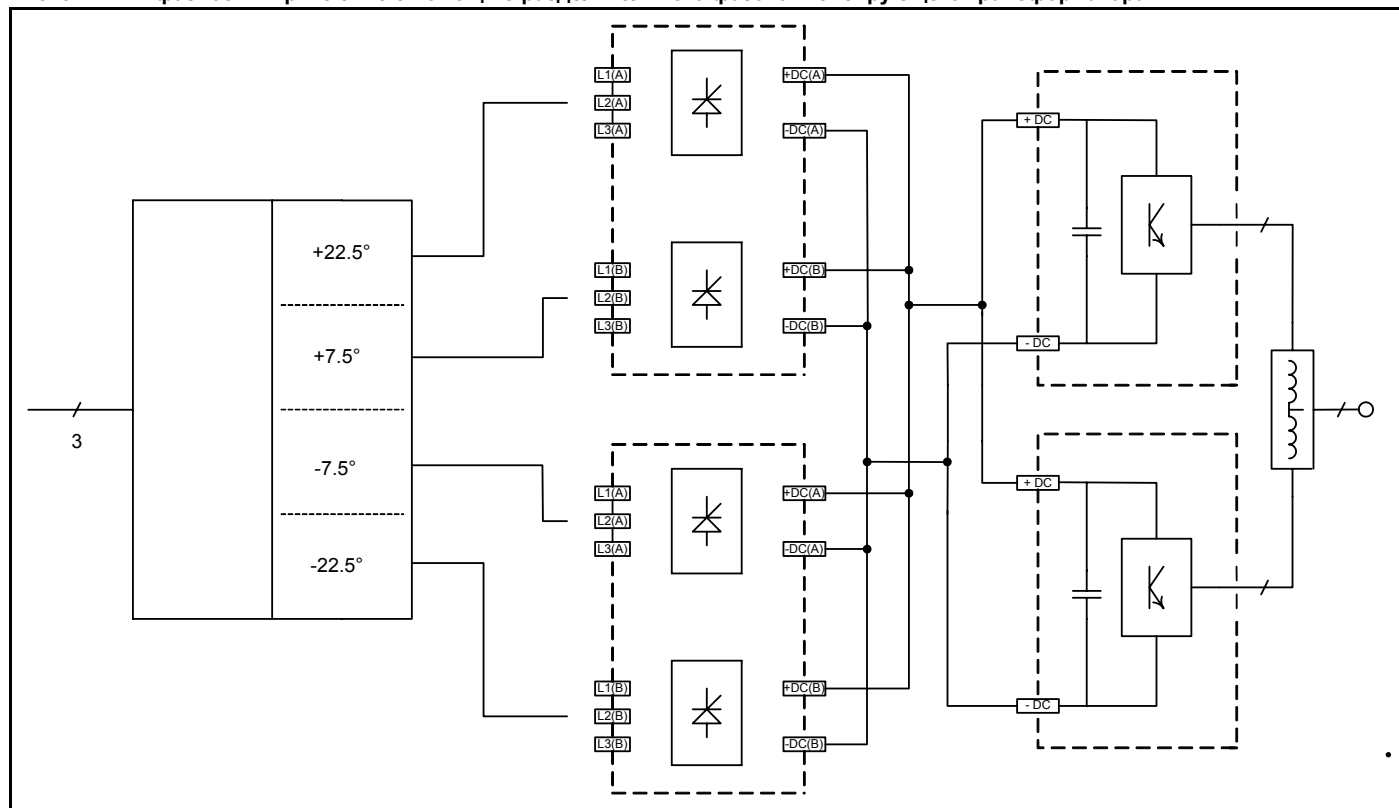 +22.5°
+7.5°
-7.5°
-22.5°
3
L1(A)
L2(A)
L3(A)
+DC(A)
-DC(A)
L1(B)
L2(B)
L3(B)
+DC(B)
-DC(B)
L1(A)
L2(A)
L3(A)
+DC(A)
-DC(A)
L1(B)
L2(B)
L3(B)
+DC(B)
-DC(B)
+ DC
- DC
+ DC
- DC